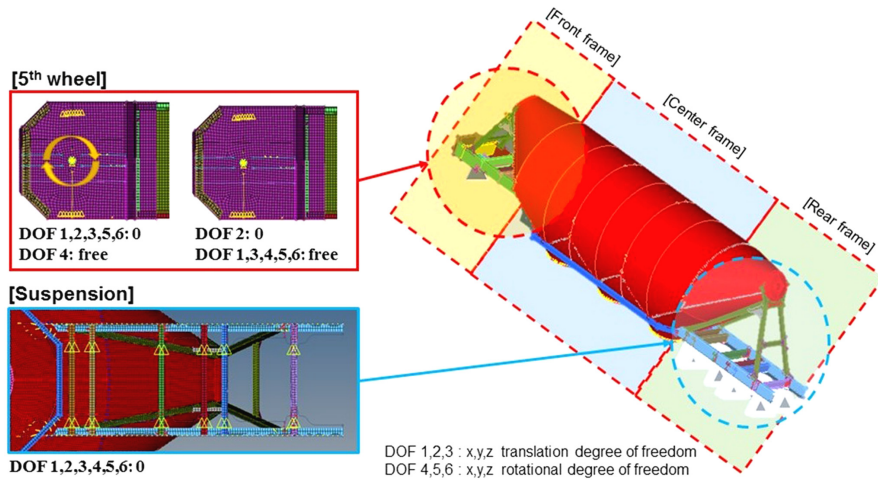 [5th wheel]
DOF 1,2,3,5,6: 0
DOF 4: free
DOF 2: 0
DOF 1,3,4,5,6: free
[Suspension]
DOF 1,2,3,4,5,6: 0
[Front frame]
[Center frame]
[Rear frame]
DOF 1,2,3 : x,y,z translation degree of freedom
DOF 4,5,6 : x,y,z rotational degree of freedom